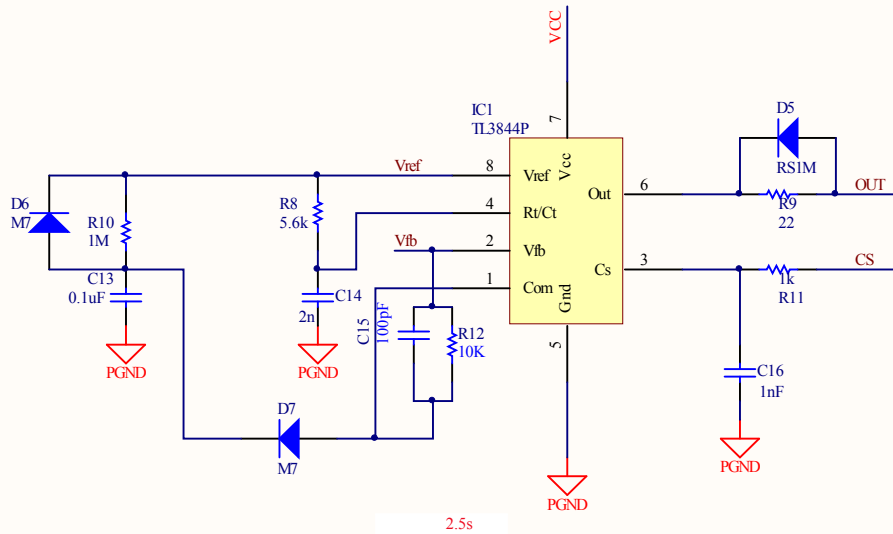 VCC
IC1
TL3844P
7
Vcc
D5
RS1M
Vref
8
Vref
Out
6
OUT
R9
22
D6
M7
R10
1M
R8
5.6k
4
Rt/Ct
Vfb
2
Vfb
3
Cs
CS
1k
R11
1
Com
Gnd
5
C13
0.1uF
C14
2n
C15
100pF
R12
10K
C16
1nF
PGND
PGND
D7
M7
PGND
PGND
2.5s